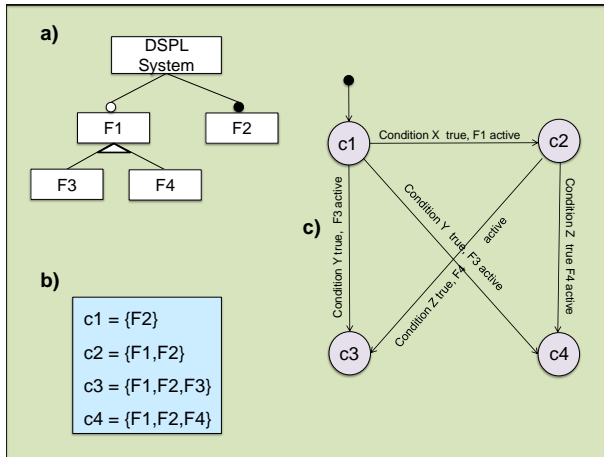 a)
DSPL
System
F1
F2
F3
F4
b)
c1 = {F2}
c2 = {F1,F2}
c3 = {F1,F2,F3}
c4 = {F1,F2,F4}
c)
c1
Condition X true, F1 active
c2
Condition Y true, F3 active
Condition Y true, F3 active
Condition Z true, F4 active
Condition Z true F4 active
c3
c4